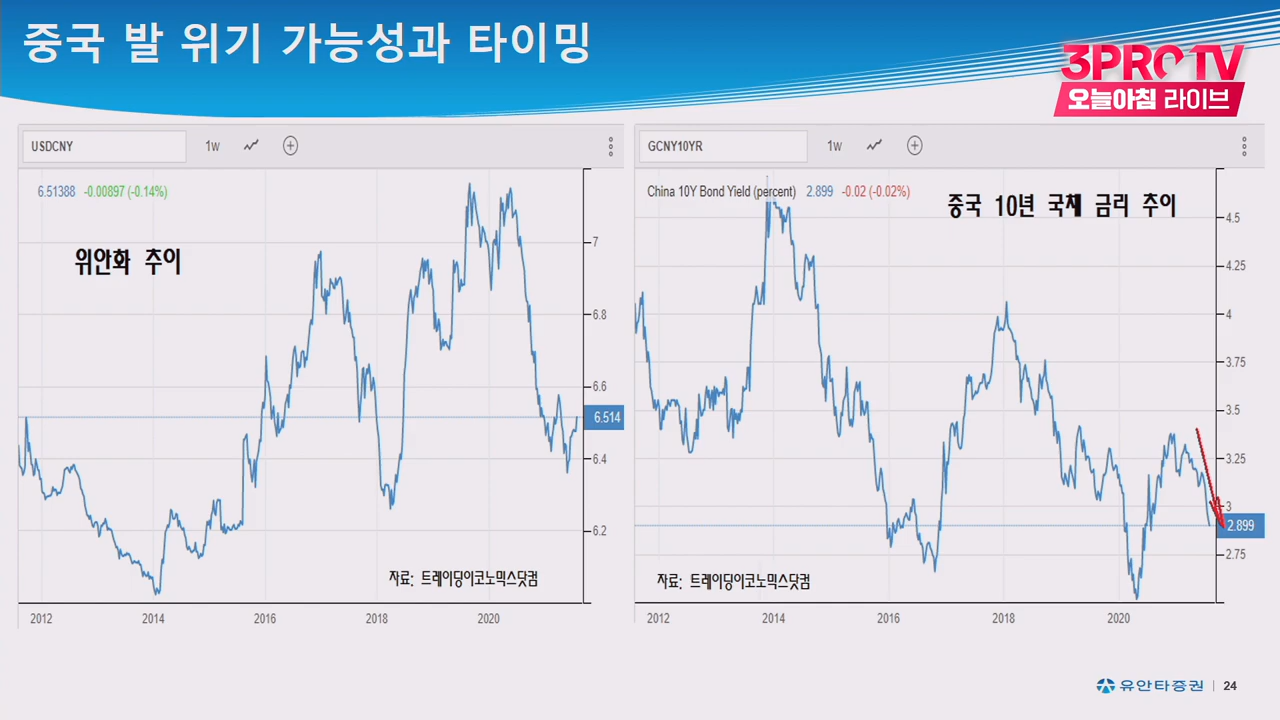 중국 발 위기 가능성과 타이밍
3PROTV
오늘아침 라이브
USDCNY
1w
6.51388 -0.00897 (-0.14%)
위안화 추이
7
6.8
6.6
6.514
6.4
6.2
자료: 트레이딩이코노믹스닷컴
2012 2014 2016 2018 2020
GCNY10YR
1w
China 10Y Bond Yield (percent) 2.899 -0.02 (-0.02%)
중국 10년 국채 금리 추이
4.5
4.25
4
3.75
3.5
3.25
3
2.899
2.75
자료: 트레이딩이코노믹스닷컴
2012 2014 2016 2018 2020
유안타증권 | 24